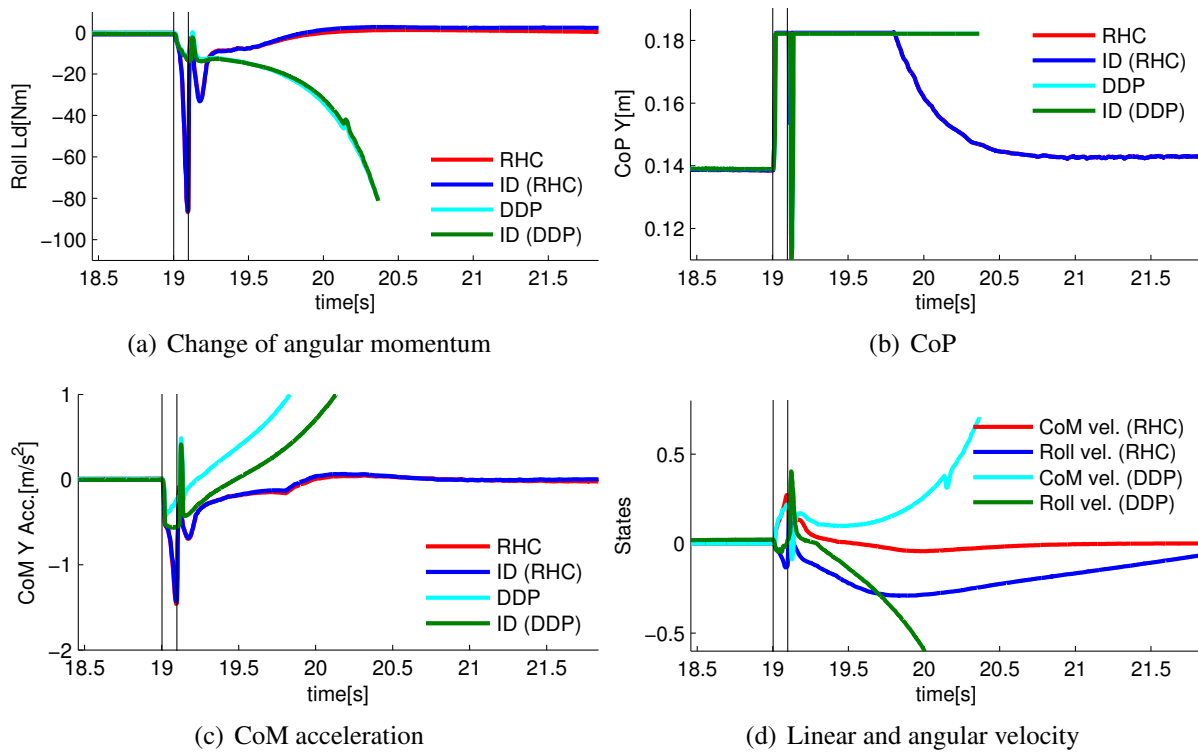 0
−20
−40
−60
−80
−100
Roll Ld[Nm]
RHC
ID (RHC)
DDP
ID (DDP)
18.5 19 19.5 20 20.5 21 21.5
time[s]
(a) Change of angular momentum
0.18
0.16
0.14
0.12
CoP Y[m]
RHC
ID (RHC)
DDP
ID (DDP)
18.5 19 19.5 20 20.5 21 21.5
time[s]
(b) CoP
1
0
−1
−2
CoM Y Acc.[m/s²]
RHC
ID (RHC)
DDP
ID (DDP)
18.5 19 19.5 20 20.5 21 21.5
time[s]
(c) CoM acceleration
0.5
0
−0.5
States
CoM vel. (RHC)
Roll vel. (RHC)
CoM vel. (DDP)
Roll vel. (DDP)
18.5 19 19.5 20 20.5 21 21.5
time[s]
(d) Linear and angular velocity